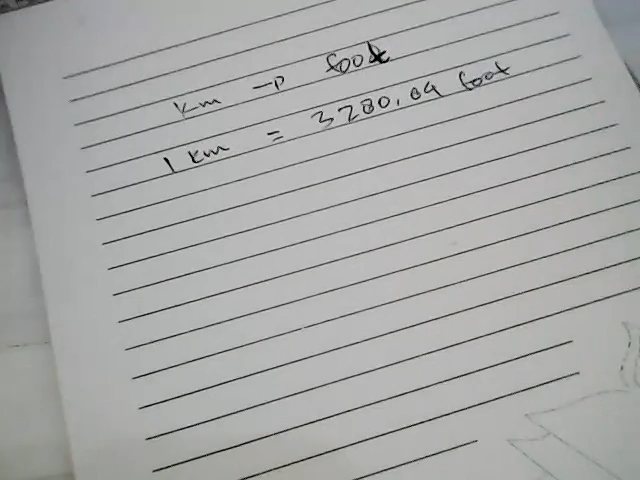 km → foot
1 km = 3280,84 foot